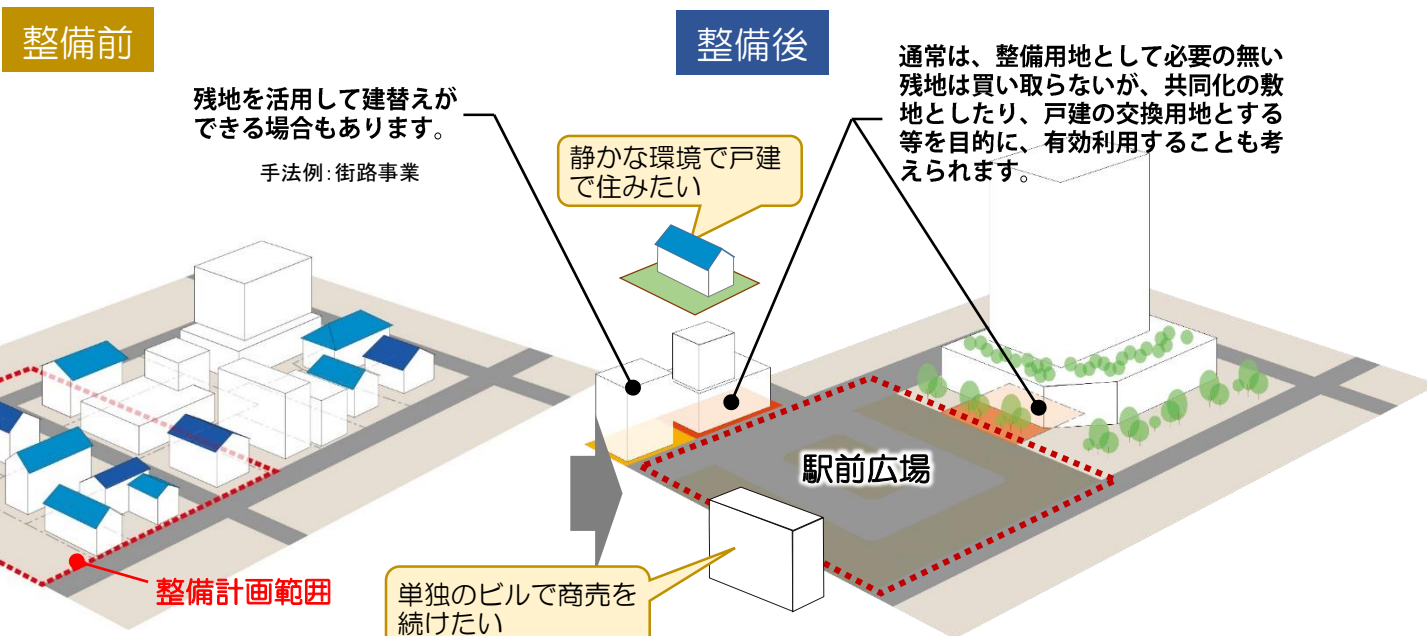 整備前
整備後
残地を活用して建替えが
できる場合もあります。
手法例:街路事業
通常は、整備用地として必要の無い
残地は買い取らないが、共同化の敷
地としたり、戸建の交換用地とする
等を目的に、有効利用することも考
えられます。
静かな環境で戸建
で住みたい
駅前広場
整備計画範囲
単独のビルで商売を
続けたい